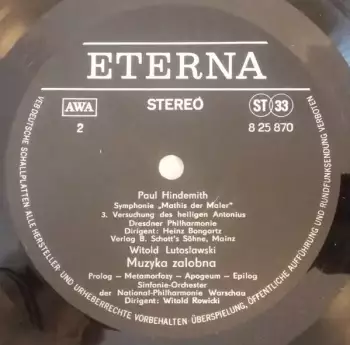 ETERNA
AWA
STEREO
ST 33
2
8 25 870
Paul Hindemith
Symphonie „Mathis der Maler"
3. Versuchung des heiligen Antonius
Dresdner Philharmonie
Dirigent: Heinz Bongartz
Verlag B. Schott's Söhne, Mainz
Witold Lutosławski
Muzyka załobna
Prolog – Metamorfosy – Apogeum – Epilog
Sinfonie-Orchester
der National-Philharmonie Warschau
Dirigent: Witold Rowicki
VEB DEUTSCHE SCHALLPLATTEN ALLE HERSTELLER- UND URHEBERRECHTE VORBEHALTEN ÜBERSPIELUNG, ÖFFENTLICHE AUFFÜHRUNG UND RUNDFUNKSENDUNG VERBOTEN